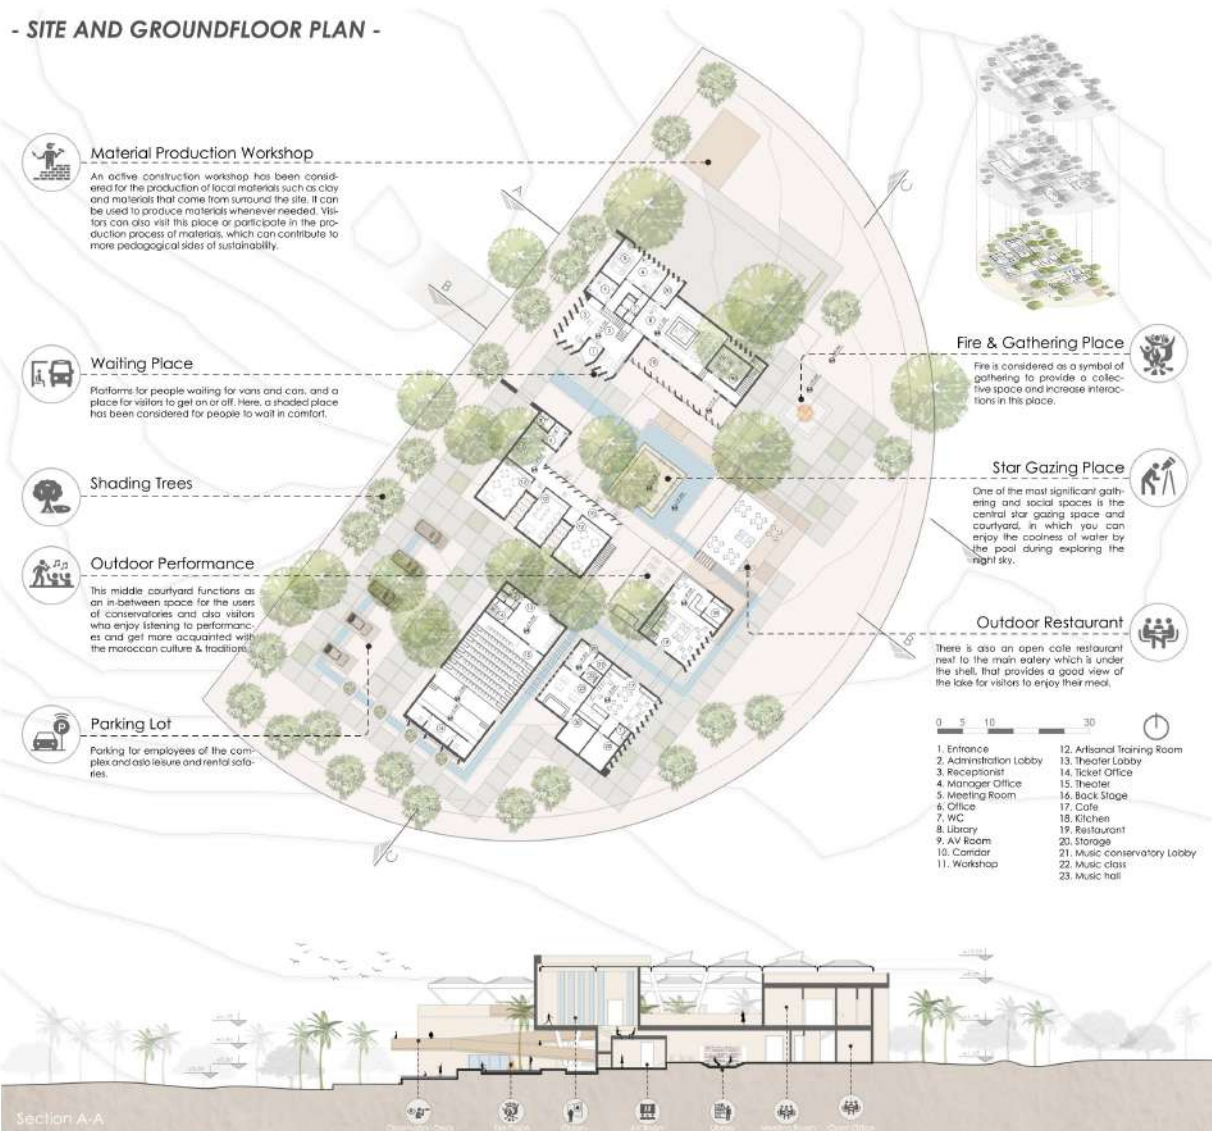 - SITE AND GROUNDFLOOR PLAN -
Material Production Workshop
An active construction workshop has been consid-
ered for the production of local materials such as clay
and materials that come from surround the site. It can
be used to produce materials whenever needed. Visi-
tors can also visit this place or participate in the pro-
duction process of materials, which can contribute to
more pedagogical sides of sustainability.
Waiting Place
Platforms for people waiting for vans and cars, and a
place for visitors to get on or off. Here, a shaded place
has been considered for people to wait in comfort.
Shading Trees
Outdoor Performance
This middle courtyard functions as
an in-between space for the users
of conservatories and also visitors
who enjoy listening to performanc-
es and get more acquainted with
the moroccan culture & traditions.
Parking Lot
Parking for employees of the com-
plex and aslo leisure and rental safa-
ries.
A
B
C
C
B
Fire & Gathering Place
Fire is considered as a symbol of
gathering to provide a collec-
tive space and increase interac-
tions in this place.
Star Gazing Place
One of the most significant gath-
ering and social spaces is the
central star gazing space and
courtyard, in which you can
enjoy the coolness of water by
the pool during exploring the
night sky.
Outdoor Restaurant
There is also an open cafe restaurant
next to the main eatery which is under
the shell, that provides a good view of
the lake for visitors to enjoy their meal.
0 5 10 30
1. Entrance
2. Adminstration Lobby
3. Receptionist
4. Manager Office
5. Meeting Room
6. Office
7. WC
8. Library
9. AV Room
10. Corridor
11. Workshop
12. Artisanal Training Room
13. Theater Lobby
14. Ticket Office
15. Theater
16. Back Stage
17. Cafe
18. Kitchen
19. Restaurant
20. Storage
21. Music conservatory Lobby
22. Music class
23. Music hall
Section A-A